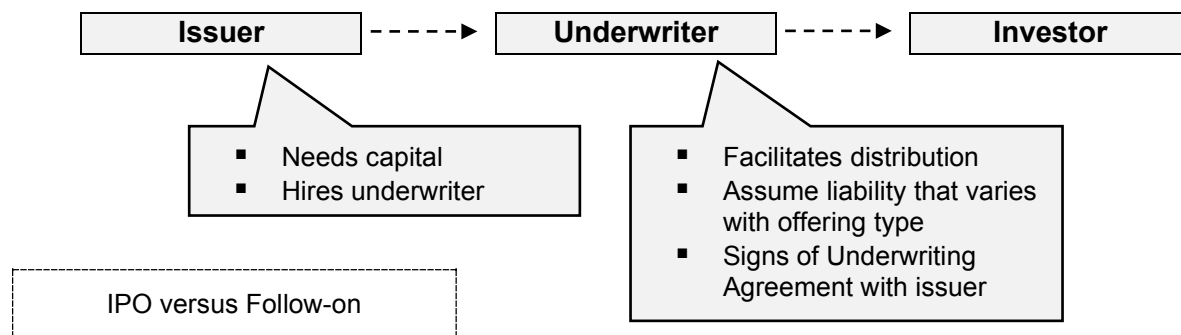 Issuer
Underwriter
Investor
▪ Needs capital
▪ Hires underwriter
▪ Facilitates distribution
▪ Assume liability that varies
with offering type
▪ Signs of Underwriting
Agreement with issuer
IPO versus Follow-on